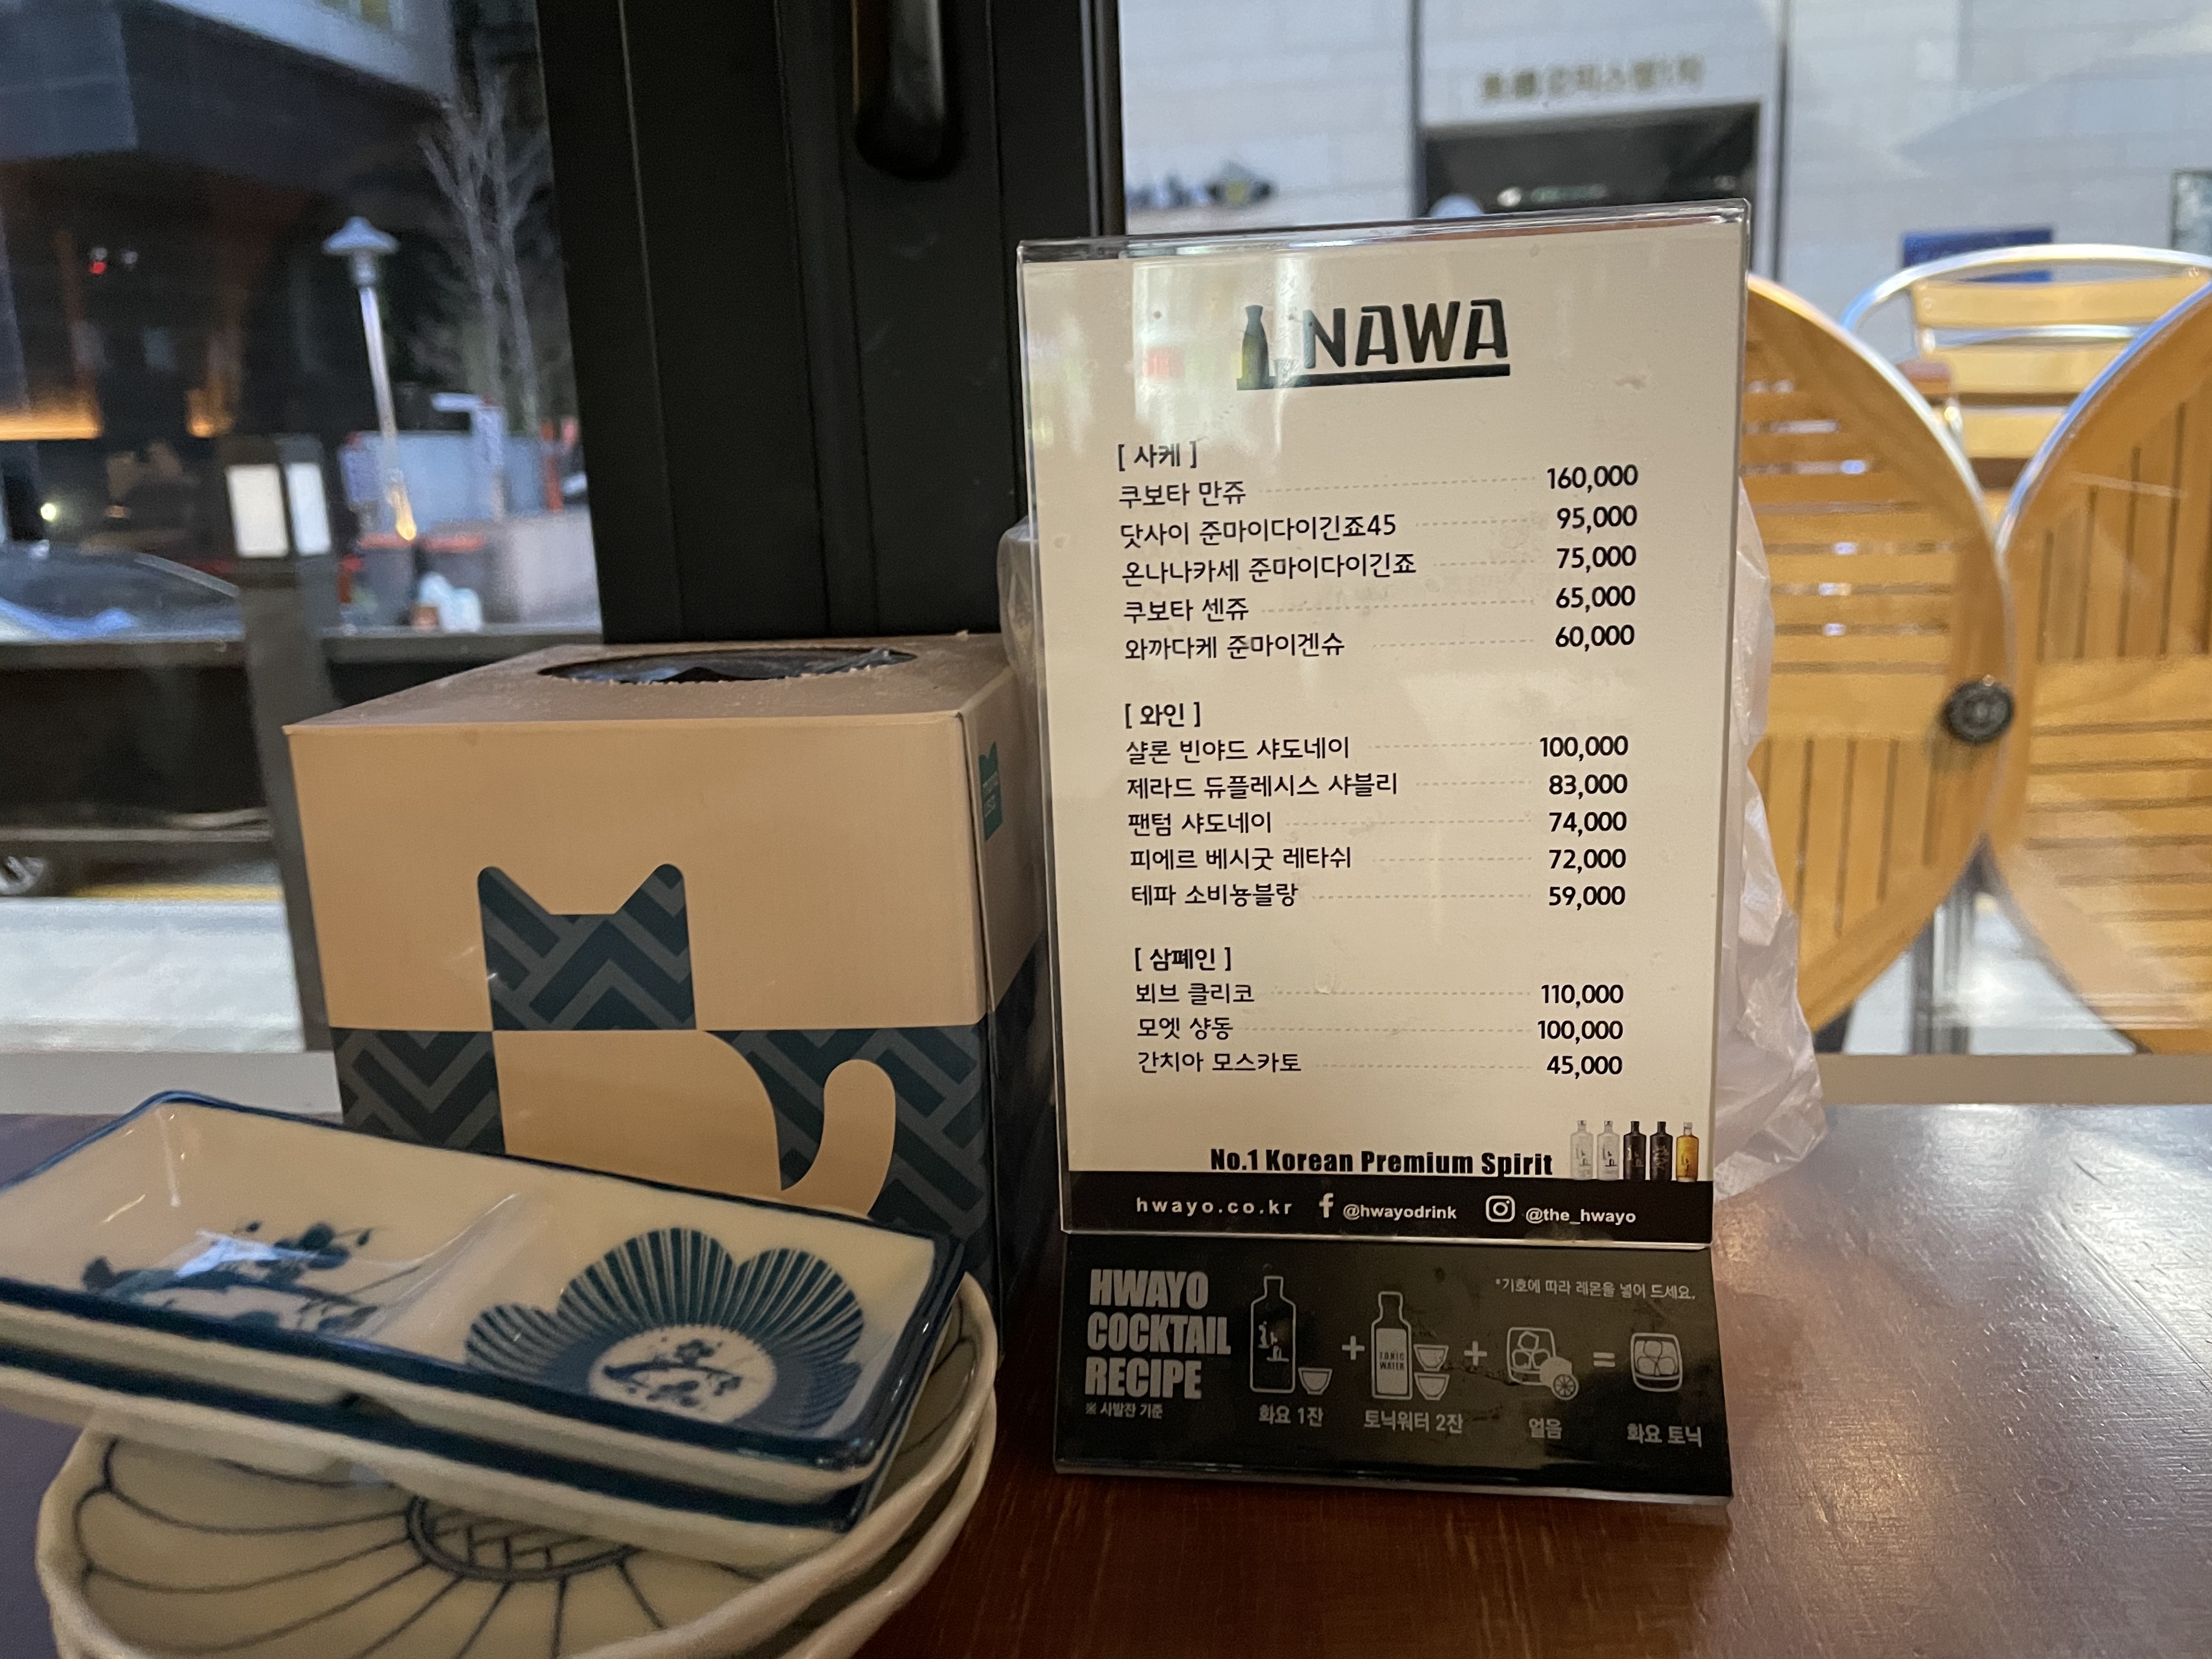 NAWA
[ 사케 ]
쿠보타 만쥬 160,000
닷사이 준마이다이긴죠45 95,000
온나나카세 준마이다이긴죠 75,000
쿠보타 센쥬 65,000
와까다케 준마이겐슈 60,000
[ 와인 ]
샬론 빈야드 샤도네이 100,000
제라드 듀플레시스 샤블리 83,000
팬텀 샤도네이 74,000
피에르 베시굿 레타쉬 72,000
테파 소비뇽블랑 59,000
[ 삼폐인 ]
뵈브 클리코 110,000
모엣 샹동 100,000
간치아 모스카토 45,000
No.1 Korean Premium Spirit
hwayo.co.kr @hwayodrink @the_hwayo
*기호에 따라 레몬을 넣어 드세요.
HWAYO
COCKTAIL
RECIPE
※ 시발잔 기준
+ TONIC WATER + =
화요 1잔 토닉워터 2잔 얼음 화요 토닉